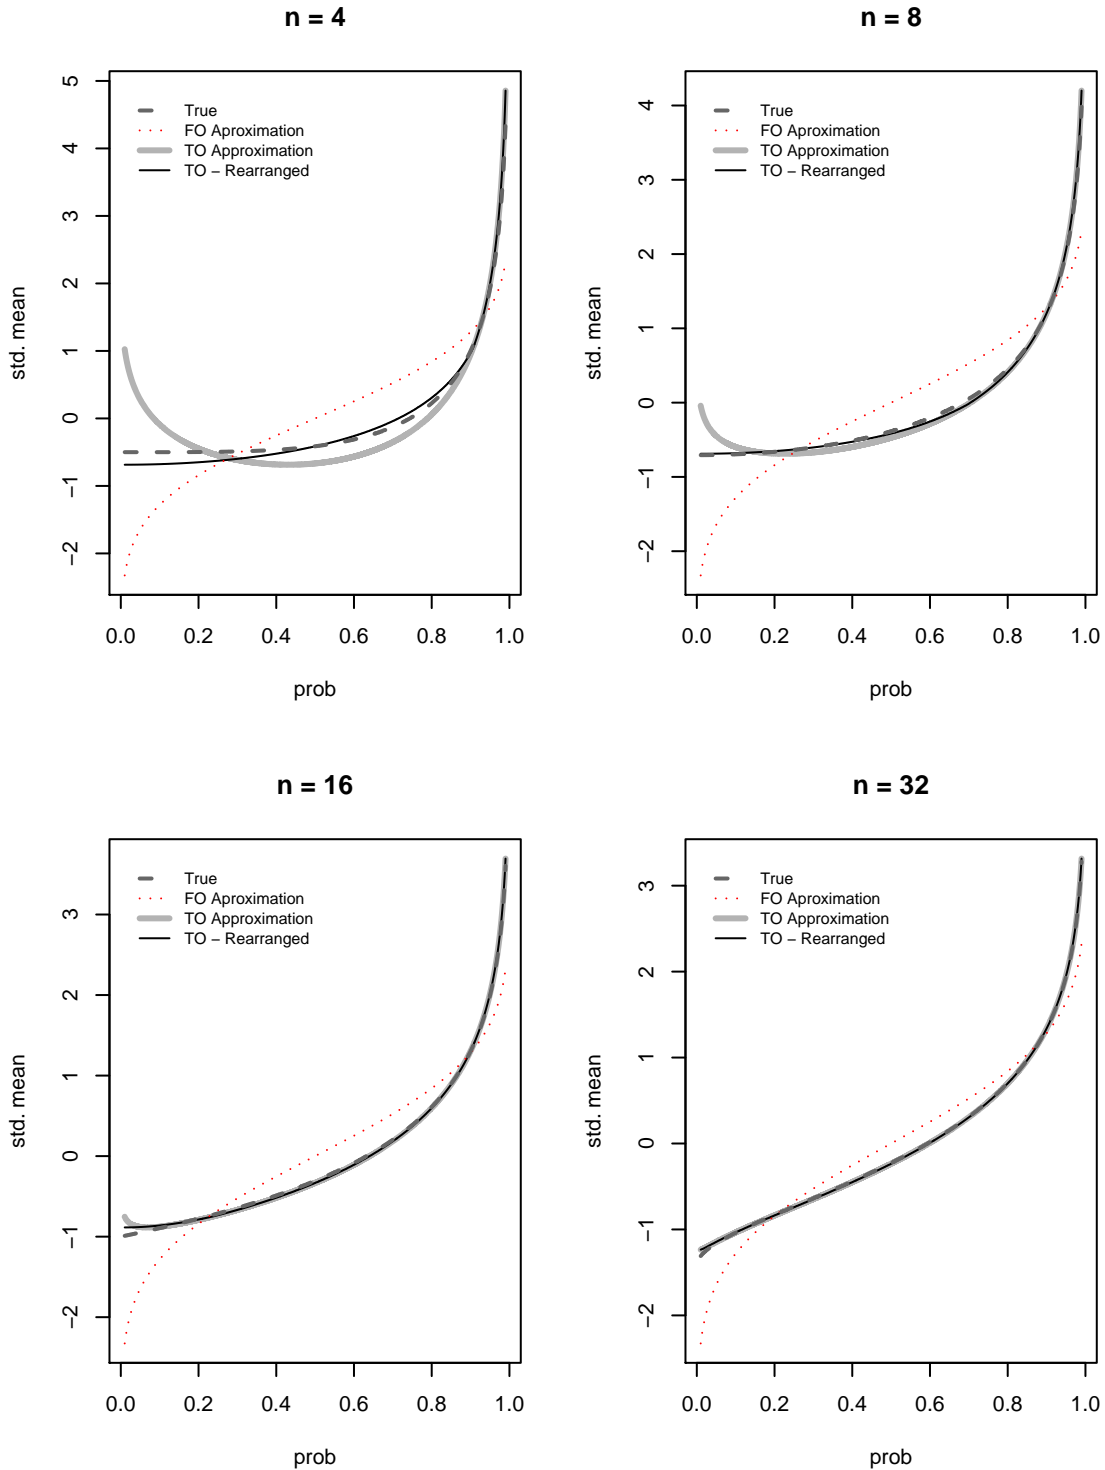 n = 4
5
4
3
2
1
0
−1
−2
std. mean
True
FO Aproximation
TO Approximation
TO − Rearranged
0.0 0.2 0.4 0.6 0.8 1.0
prob
n = 8
4
3
2
1
0
−1
−2
std. mean
True
FO Aproximation
TO Approximation
TO − Rearranged
0.0 0.2 0.4 0.6 0.8 1.0
prob
n = 16
3
2
1
0
−1
−2
std. mean
True
FO Aproximation
TO Approximation
TO − Rearranged
0.0 0.2 0.4 0.6 0.8 1.0
prob
n = 32
3
2
1
0
−1
−2
std. mean
True
FO Aproximation
TO Approximation
TO − Rearranged
0.0 0.2 0.4 0.6 0.8 1.0
prob